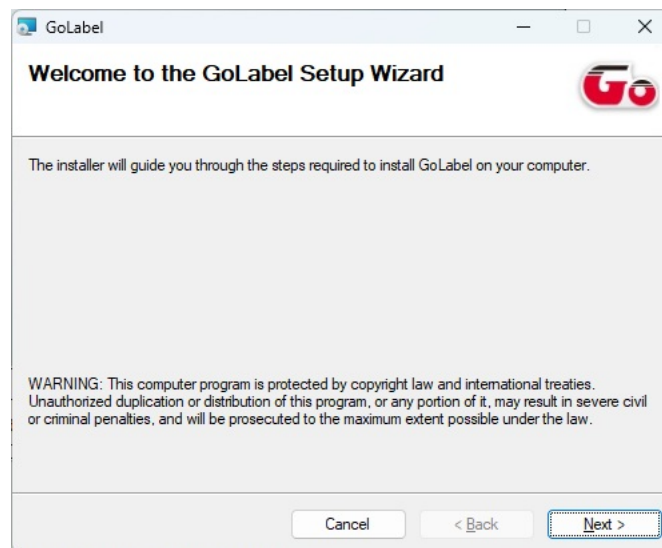 GoLabel
Welcome to the GoLabel Setup Wizard
Go
The installer will guide you through the steps required to install GoLabel on your computer.
WARNING: This computer program is protected by copyright law and international treaties.
Unauthorized duplication or distribution of this program, or any portion of it, may result in severe civil
or criminal penalties, and will be prosecuted to the maximum extent possible under the law.
Cancel
< Back
Next >